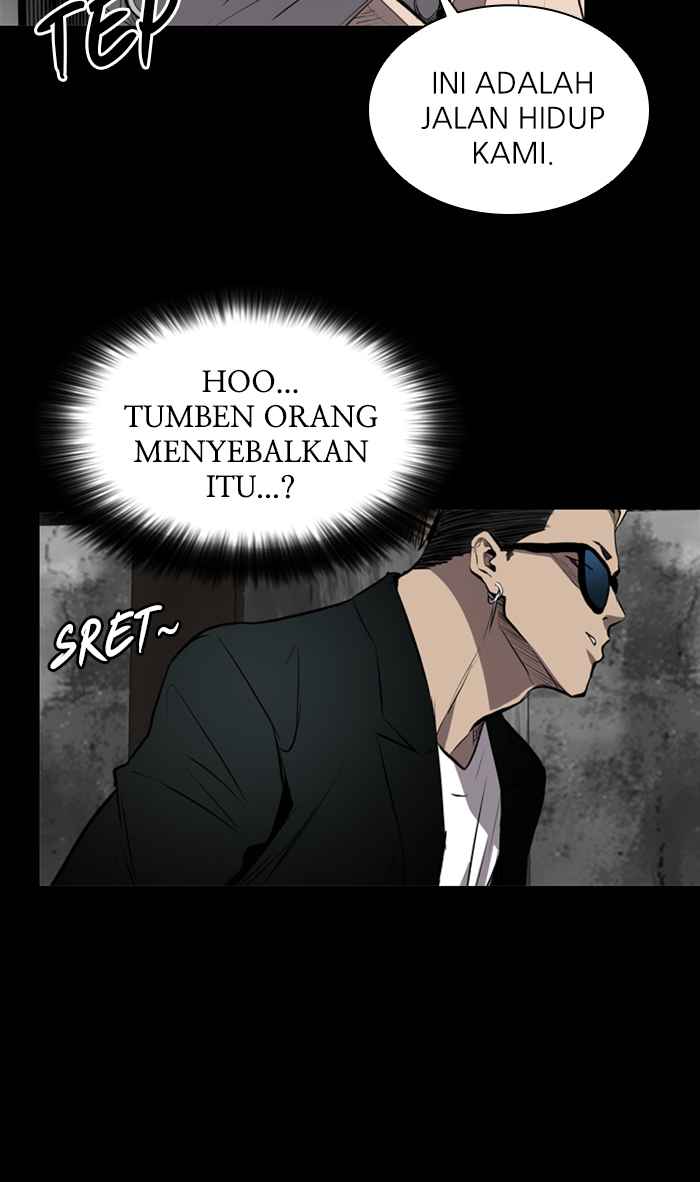 TEP
INI ADALAH
JALAN HIDUP
KAMI.
HOO...
TUMBEN ORANG
MENYEBALKAN
ITU...?
SRET~